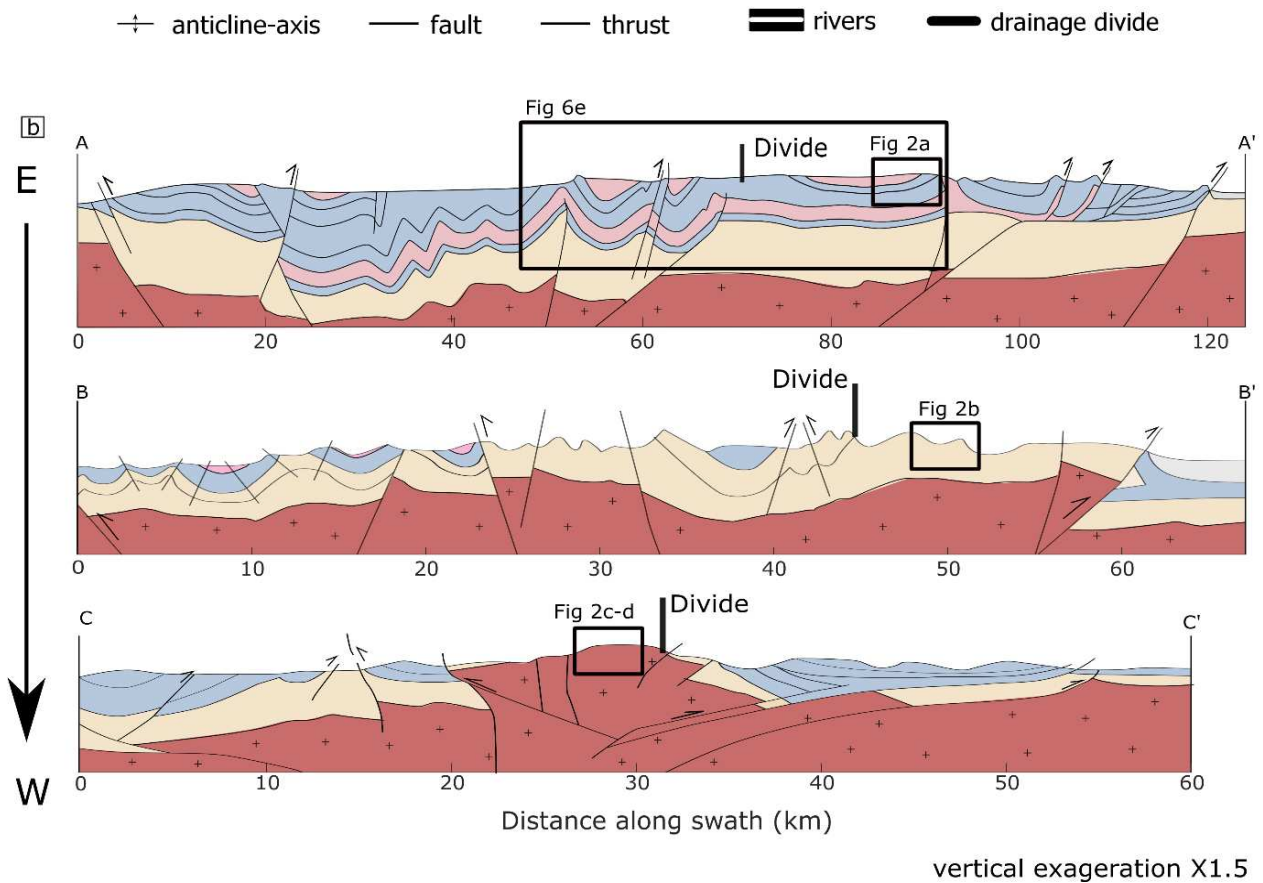 anticline-axis fault thrust rivers drainage divide
b
E
W
A A'
Fig 6e
Divide
Fig 2a
0 20 40 60 80 100 120
B B'
Divide
Fig 2b
0 10 20 30 40 50 60
C C'
Fig 2c-d
Divide
0 10 20 30 40 50 60
Distance along swath (km)
vertical exageration X1.5